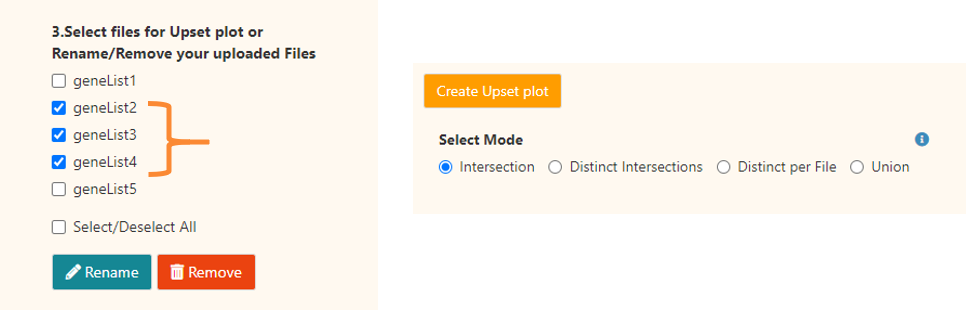 3.Select files for Upset plot or
Rename/Remove your uploaded Files
geneList1
geneList2
geneList3
geneList4
geneList5
Select/Deselect All
Rename Remove
Create Upset plot
Select Mode
Intersection Distinct Intersections Distinct per File Union